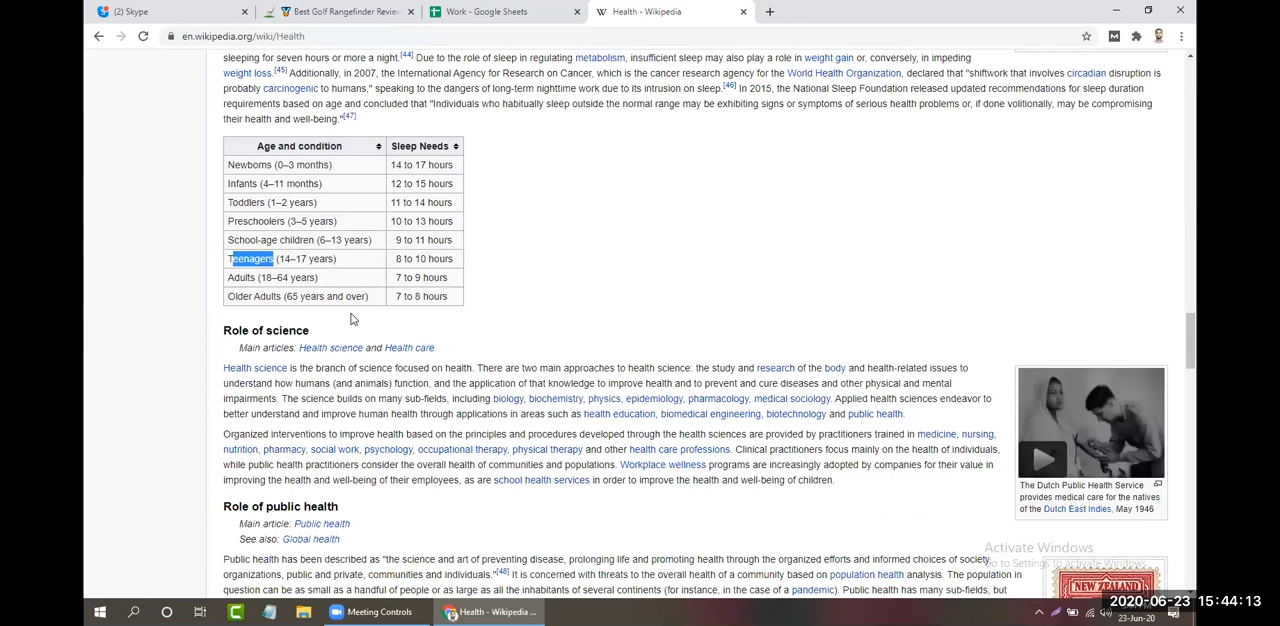 (2) Skype
Best Golf Rangefinder Review
Work - Google Sheets
Health - Wikipedia
en.wikipedia.org/wiki/Health
sleeping for seven hours or more a night.[44] Due to the role of sleep in regulating metabolism, insufficient sleep may also play a role in weight gain or, conversely, in impeding
weight loss.[45] Additionally, in 2007, the International Agency for Research on Cancer, which is the cancer research agency for the World Health Organization, declared that "shiftwork that involves circadian disruption is
probably carcinogenic to humans," speaking to the dangers of long-term nighttime work due to its intrusion on sleep.[46] In 2015, the National Sleep Foundation released updated recommendations for sleep duration
requirements based on age and concluded that "Individuals who habitually sleep outside the normal range may be exhibiting signs or symptoms of serious health problems or, if done volitionally, may be compromising
their health and well-being."[47]
Age and condition Sleep Needs
Newborns (0–3 months) 14 to 17 hours
Infants (4–11 months) 12 to 15 hours
Toddlers (1–2 years) 11 to 14 hours
Preschoolers (3–5 years) 10 to 13 hours
School-age children (6–13 years) 9 to 11 hours
Teenagers (14–17 years) 8 to 10 hours
Adults (18–64 years) 7 to 9 hours
Older Adults (65 years and over) 7 to 8 hours
Role of science
Main articles: Health science and Health care
Health science is the branch of science focused on health. There are two main approaches to health science: the study and research of the body and health-related issues to
understand how humans (and animals) function, and the application of that knowledge to improve health and to prevent and cure diseases and other physical and mental
impairments. The science builds on many sub-fields, including biology, biochemistry, physics, epidemiology, pharmacology, medical sociology. Applied health sciences endeavor to
better understand and improve human health through applications in areas such as health education, biomedical engineering, biotechnology and public health.
Organized interventions to improve health based on the principles and procedures developed through the health sciences are provided by practitioners trained in medicine, nursing,
nutrition, pharmacy, social work, psychology, occupational therapy, physical therapy and other health care professions. Clinical practitioners focus mainly on the health of individuals,
while public health practitioners consider the overall health of communities and populations. Workplace wellness programs are increasingly adopted by companies for their value in
improving the health and well-being of their employees, as are school health services in order to improve the health and well-being of children.
The Dutch Public Health Service
provides medical care for the natives
of the Dutch East Indies, May 1946
Role of public health
Main article: Public health
See also: Global health
Public health has been described as "the science and art of preventing disease, prolonging life and promoting health through the organized efforts and informed choices of society,
organizations, public and private, communities and individuals."[48] It is concerned with threats to the overall health of a community based on population health analysis. The population in
question can be as small as a handful of people or as large as all the inhabitants of several continents (for instance, in the case of a pandemic). Public health has many sub-fields, but
Activate Windows
Go to Settings to activate Windows.
NEW ZEALAND
Meeting Controls
Health - Wikipedia ...
2020-06-23 15:44:13
23-Jun-20